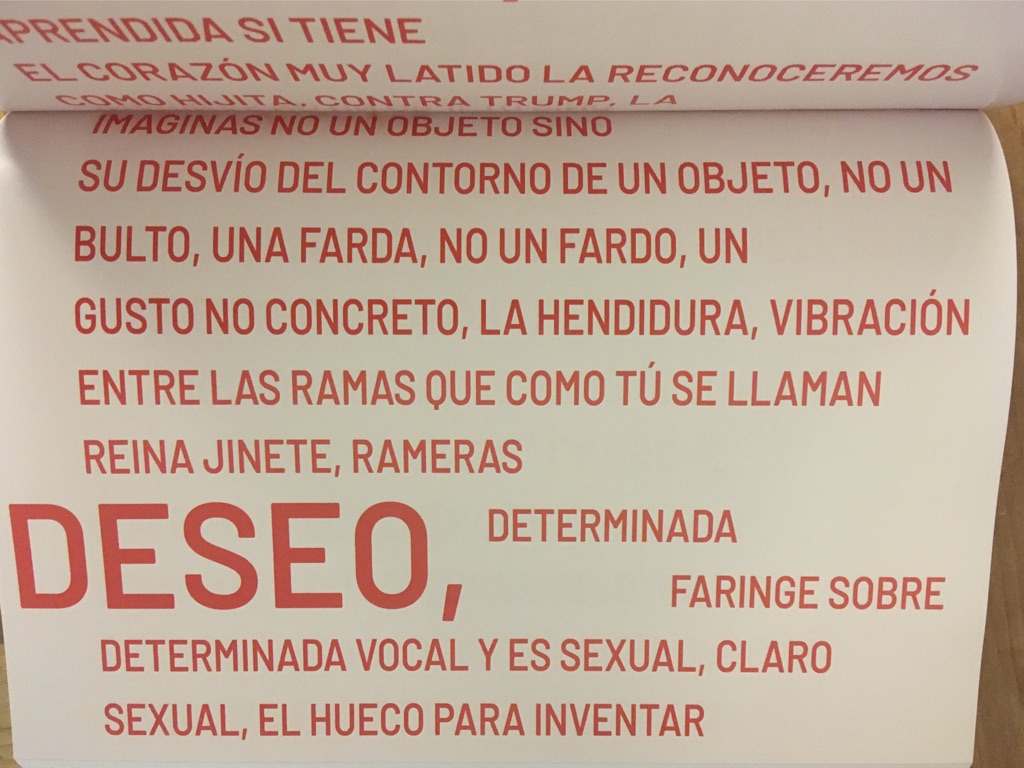 APRENDIDA SI TIENE
EL CORAZÓN MUY LATIDO LA RECONOCEREMOS
COMO HIJITA, CONTRA TRUMP, LA
IMAGINAS NO UN OBJETO SINO
SU DESVÍO DEL CONTORNO DE UN OBJETO, NO UN
BULTO, UNA FARDA, NO UN FARDO, UN
GUSTO NO CONCRETO, LA HENDIDURA, VIBRACIÓN
ENTRE LAS RAMAS QUE COMO TÚ SE LLAMAN
REINA JINETE, RAMERAS
DESEO, DETERMINADA
FARINGE SOBRE
DETERMINADA VOCAL Y ES SEXUAL, CLARO
SEXUAL, EL HUECO PARA INVENTAR